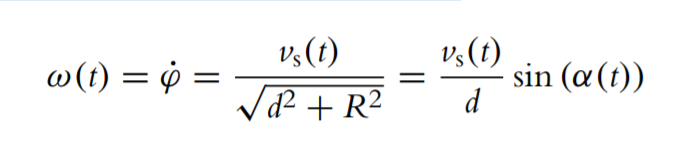 ω(t) = φ̇ = v_s(t) / √(d² + R²) = v_s(t) / d sin (α(t))